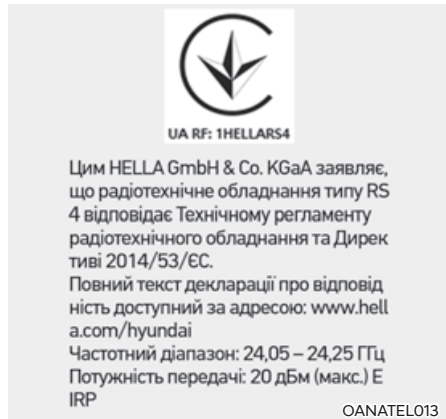 UA RF: 1HELLARS4
Цим HELLA GmbH & Co. KGaA заявляє,
що радіотехнічне обладнання типу RS
4 відповідає Технічному регламенту
радіотехнічного обладнання та Дирек
тиві 2014/53/ЄС.
Повний текст декларації про відповід
ність доступний за адресою: www.hell
a.com/hyundai
Частотний діапазон: 24,05 – 24,25 ГГц
Потужність передачі: 20 дБм (макс.) E
IRP
OANATEL013